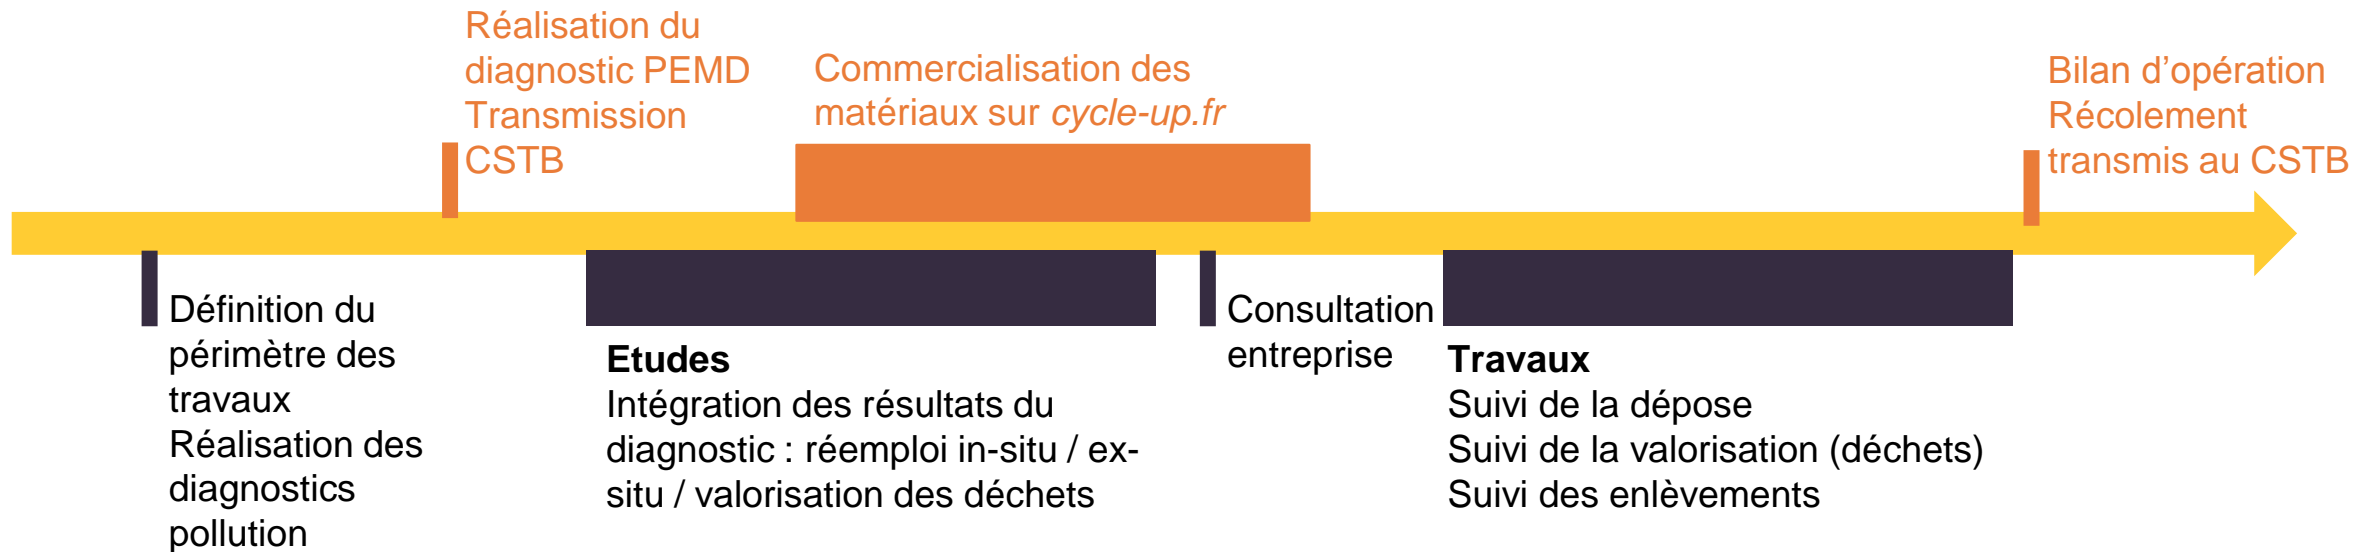 Réalisation du
diagnostic PEMD
Transmission
CSTB
Commercialisation des
matériaux sur cycle-up.fr
Bilan d’opération
Récolement
transmis au CSTB
Définition du
périmètre des
travaux
Réalisation des
diagnostics
pollution
Etudes
Intégration des résultats du
diagnostic : réemploi in-situ / ex-
situ / valorisation des déchets
Consultation
entreprise
Travaux
Suivi de la dépose
Suivi de la valorisation (déchets)
Suivi des enlèvements